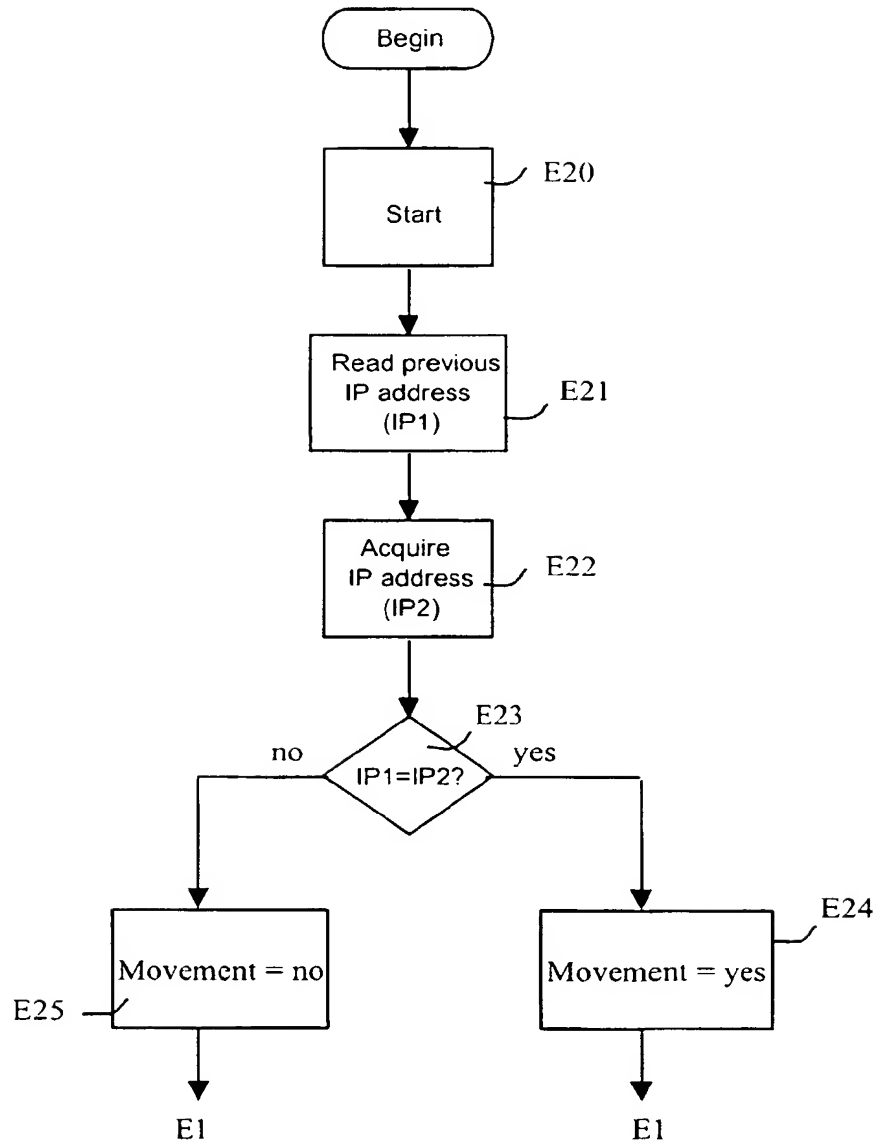 Begin
Start
E20
Read previous
IP address
(IP1)
E21
Acquire
IP address
(IP2)
E22
E23
no
IP1=IP2?
yes
Movement = no
E25
Movement = yes
E24
E1
E1